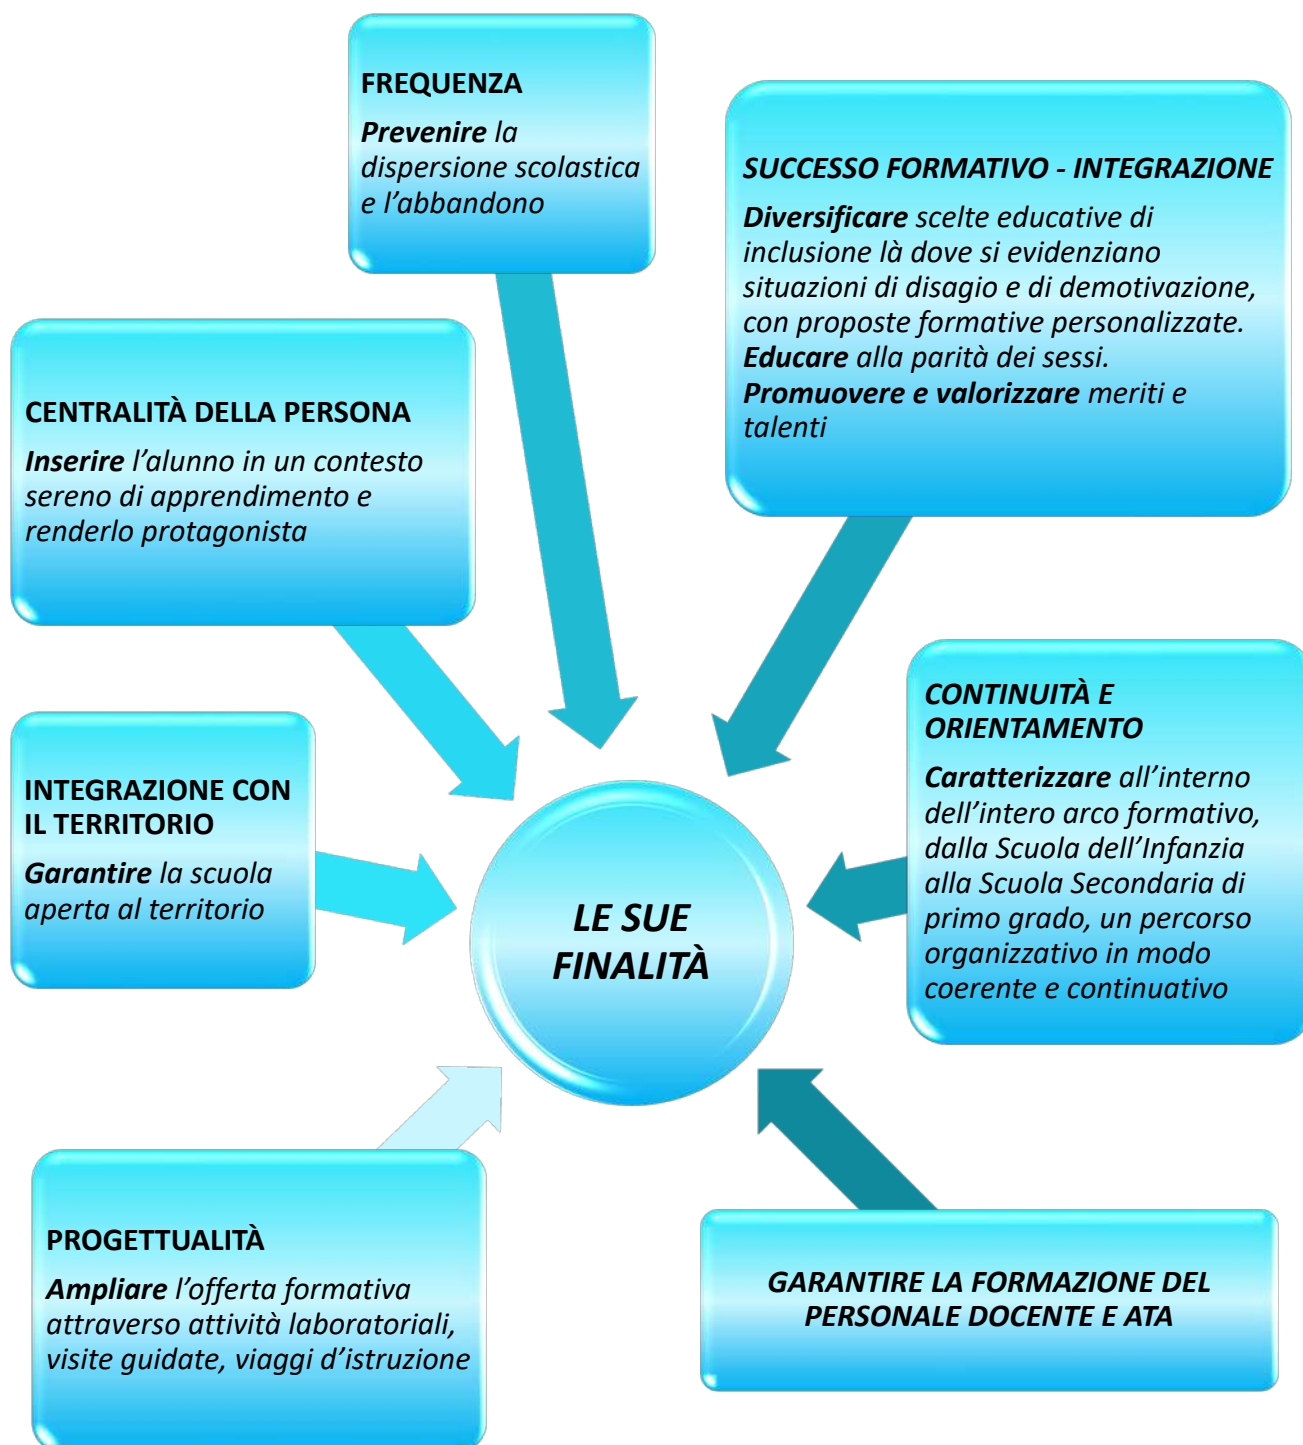 FREQUENZA
Prevenire la
dispersione scolastica
e l'abbandono
SUCCESSO FORMATIVO - INTEGRAZIONE
Diversificare scelte educative di
inclusione là dove si evidenziano
situazioni di disagio e di demotivazione,
con proposte formative personalizzate.
Educare alla parità dei sessi.
Promuovere e valorizzare meriti e
talenti
CENTRALITÀ DELLA PERSONA
Inserire l'alunno in un contesto
sereno di apprendimento e
renderlo protagonista
CONTINUITÀ E
ORIENTAMENTO
Caratterizzare all'interno
dell'intero arco formativo,
dalla Scuola dell'Infanzia
alla Scuola Secondaria di
primo grado, un percorso
organizzativo in modo
coerente e continuativo
INTEGRAZIONE CON
IL TERRITORIO
Garantire la scuola
aperta al territorio
LE SUE
FINALITÀ
PROGETTUALITÀ
Ampliare l'offerta formativa
attraverso attività laboratoriali,
visite guidate, viaggi d'istruzione
GARANTIRE LA FORMAZIONE DEL
PERSONALE DOCENTE E ATA